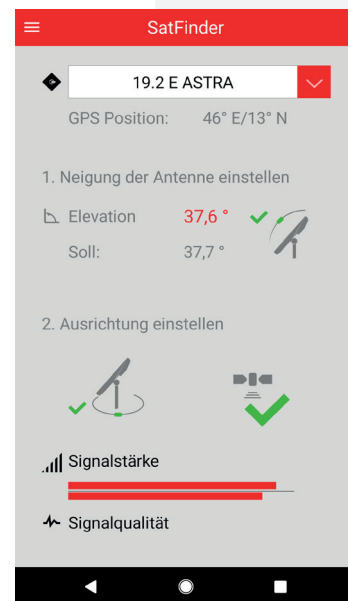 SatFinder
19.2 E ASTRA
GPS Position: 46° E/13° N
1. Neigung der Antenne einstellen
Elevation 37,6 °
Soll: 37,7 °
2. Ausrichtung einstellen
Signalstärke
Signalqualität